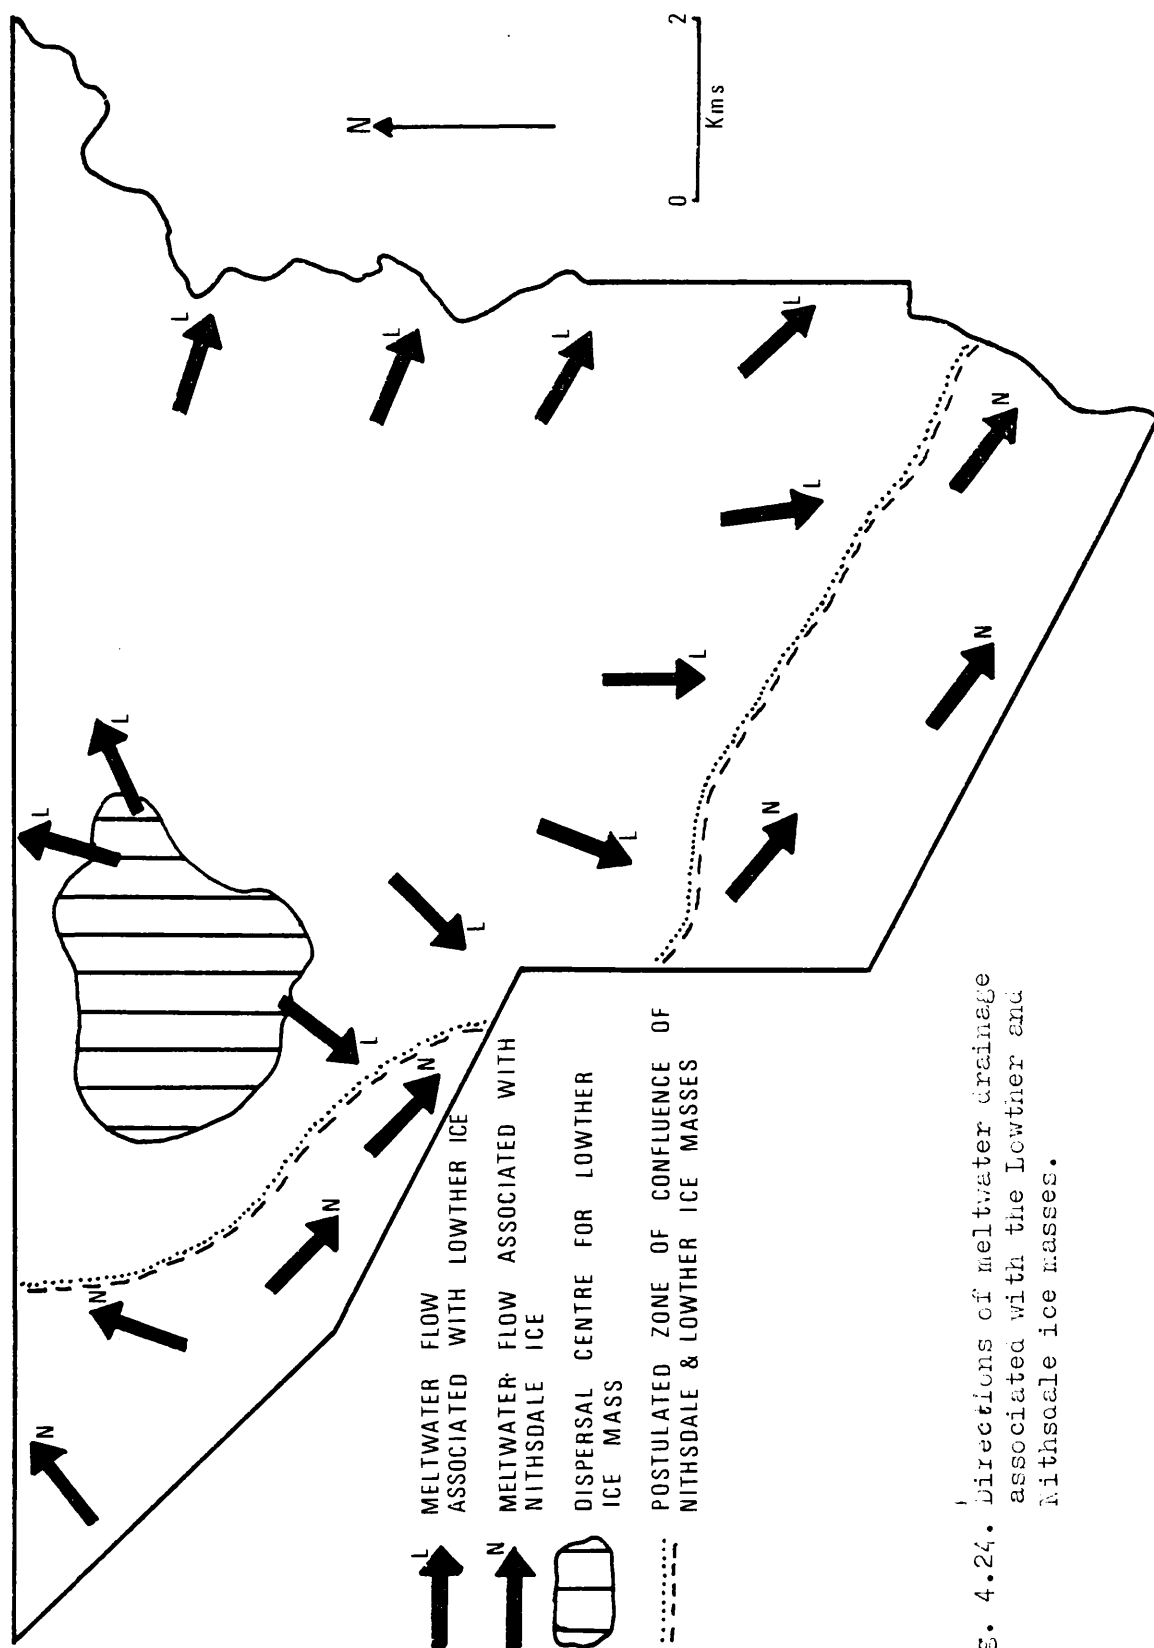 N
0 2
Kms
L
L
L
L
L
L
L
L
L
L
L
N
N
N
N
N
N
N
L MELTWATER FLOW
ASSOCIATED WITH LOWTHER ICE
N MELTWATER FLOW ASSOCIATED WITH
NITHSDALE ICE
DISPERSAL CENTRE FOR LOWTHER
ICE MASS
POSTULATED ZONE OF CONFLUENCE OF
NITHSDALE & LOWTHER ICE MASSES
g. 4.24. Directions of meltwater drainage
associated with the Lowther and
Nithsdale ice masses.